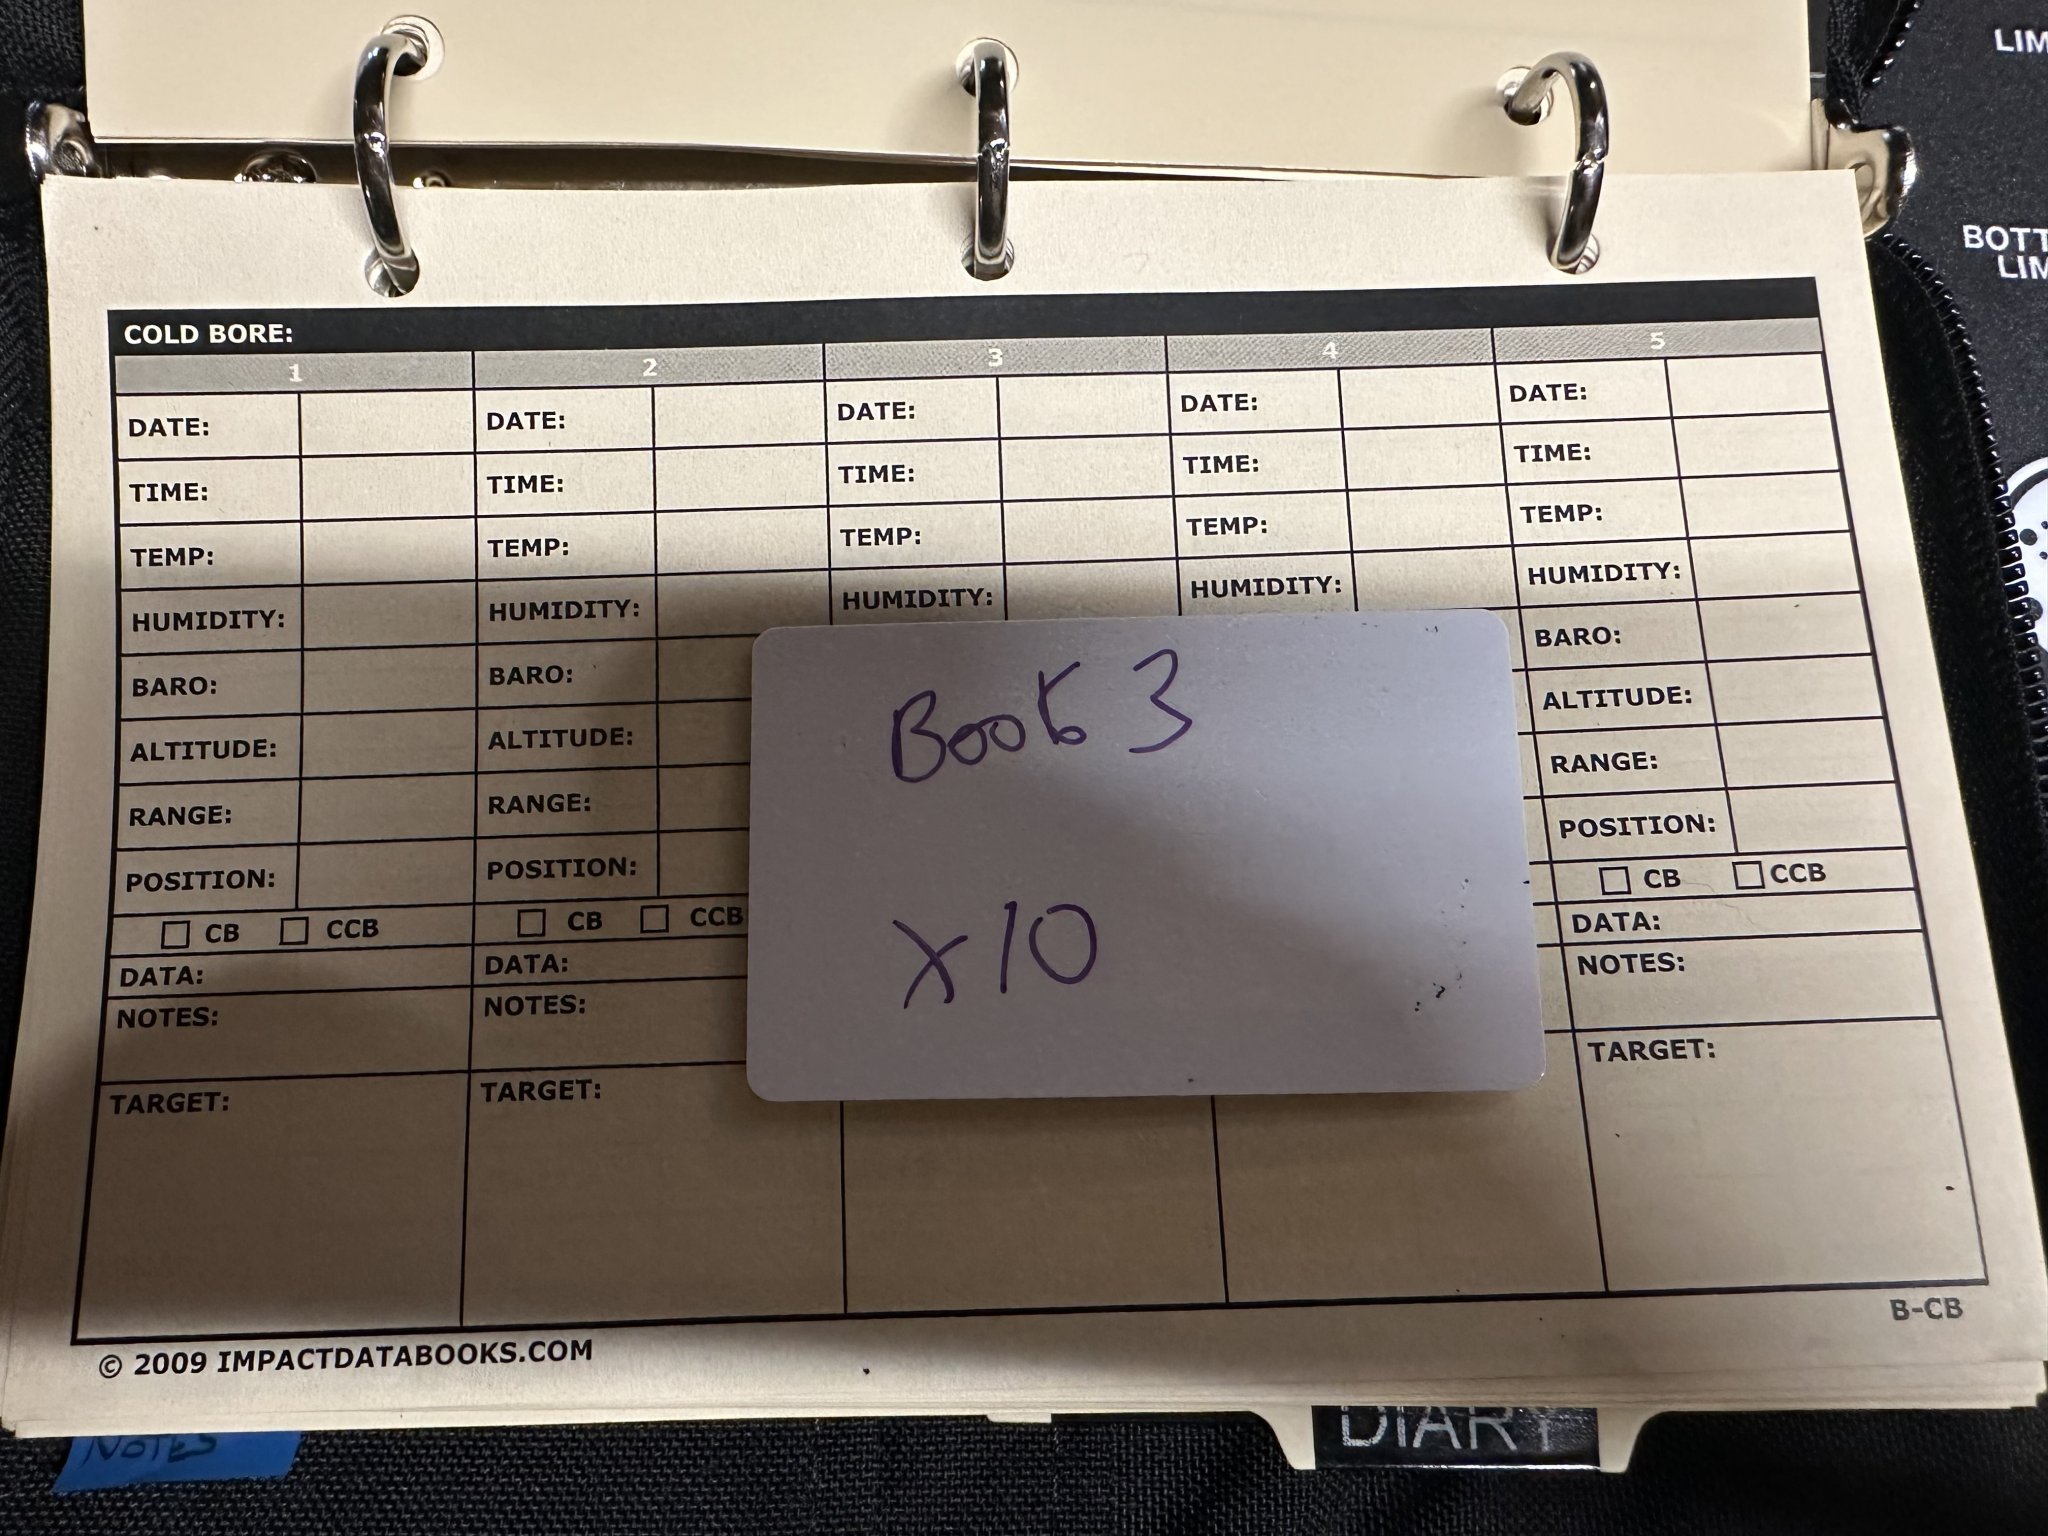 LIM
BOTT
LIM
COLD BORE:
1 2 3 4 5
DATE: DATE: DATE: DATE: DATE:
TIME: TIME: TIME: TIME: TIME:
TEMP: TEMP: TEMP: TEMP: TEMP:
HUMIDITY: HUMIDITY: HUMIDITY: HUMIDITY: HUMIDITY:
BARO: BARO: BARO:
ALTITUDE: ALTITUDE: ALTITUDE:
RANGE: RANGE: RANGE:
POSITION: POSITION: POSITION:
CB CCB CB CCB CB CCB
DATA: DATA: DATA:
NOTES: NOTES: NOTES:
TARGET: TARGET: TARGET:
Book 3
x10
B-CB
© 2009 IMPACTDATABOOKS.COM
NOTES
DIARY